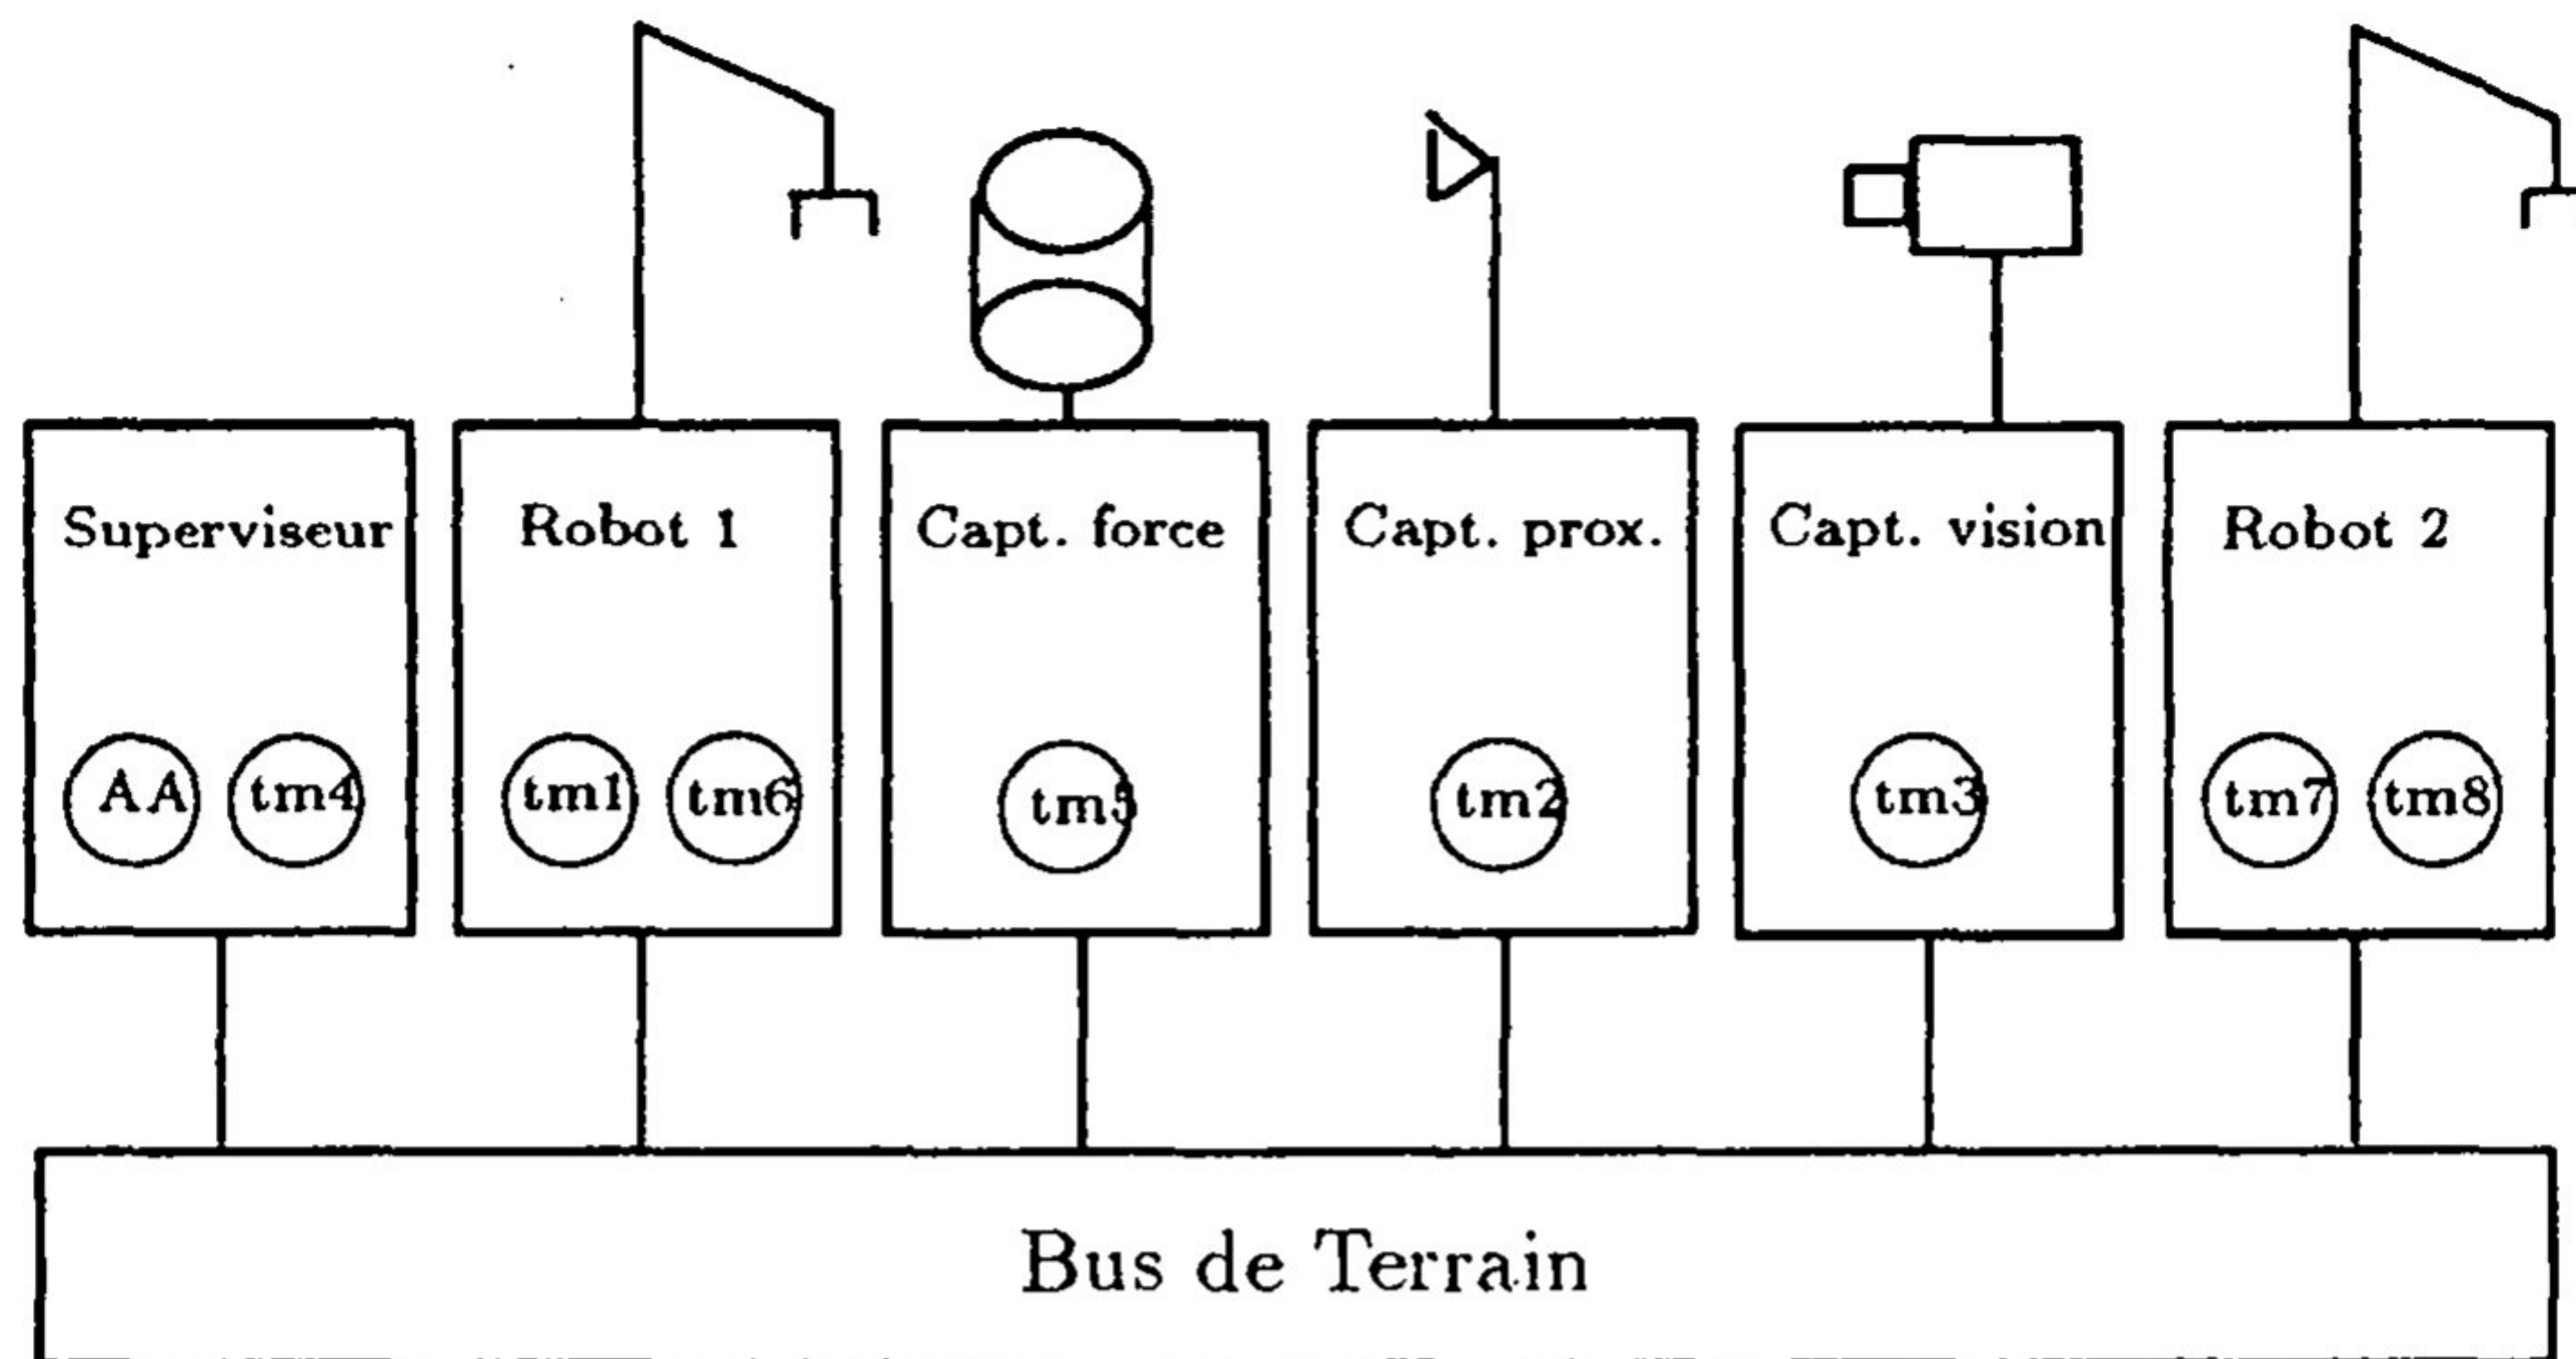 Superviseur
Robot 1
Capt. force
Capt. prox.
Capt. vision
Robot 2
AA
tm4
tm1
tm6
tm5
tm2
tm3
tm7
tm8
Bus de Terrain